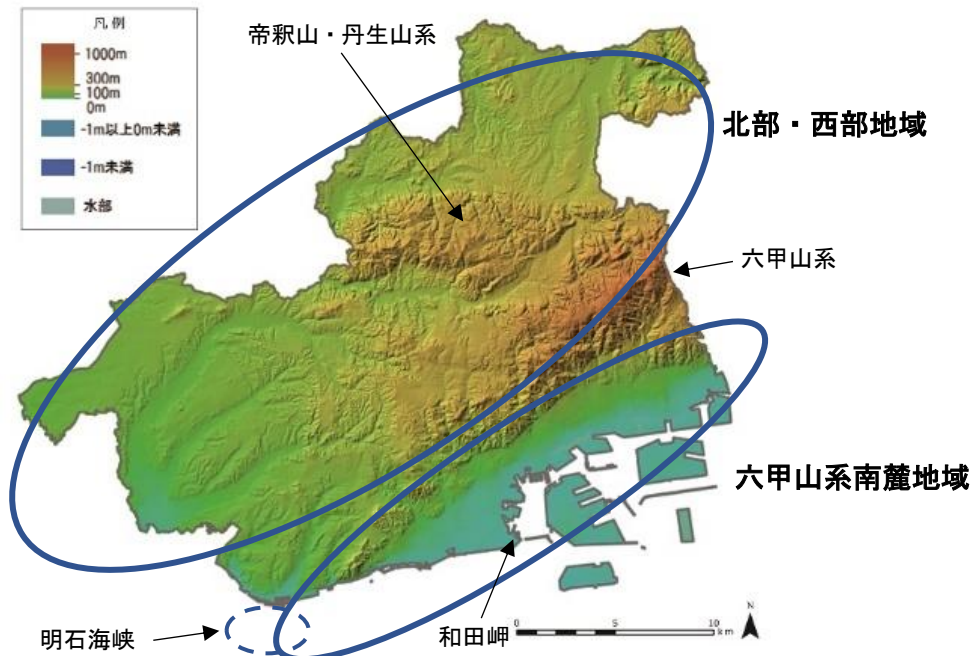 凡例
1000m
300m
100m
0m
-1m以上0m未満
-1m未満
水部
帝釈山・丹生山系
北部・西部地域
六甲山系
六甲山系南麓地域
明石海峡
和田岬
0 5 10
km
N